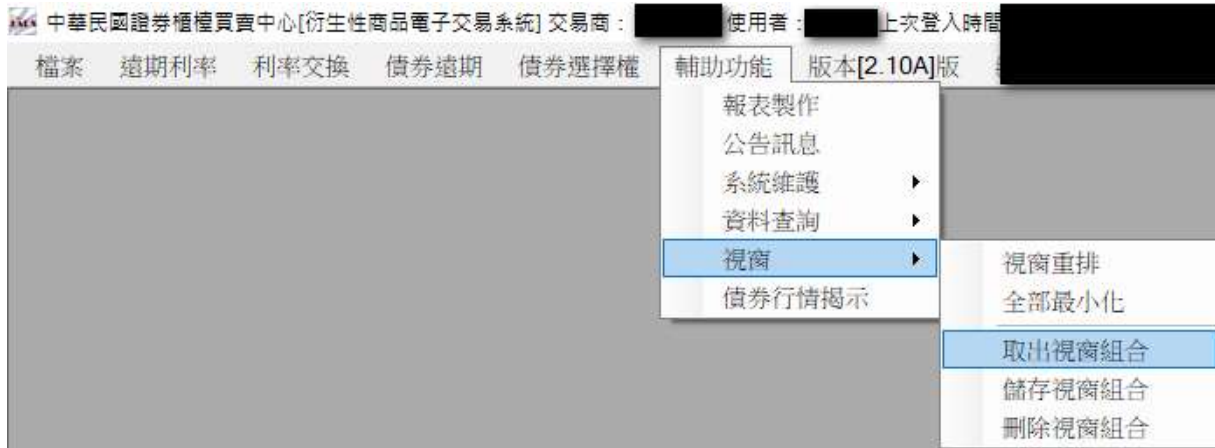 中華民國證券櫃檯買賣中心[衍生性商品電子交易系統] 交易商： 使用者： 上次登入時間
檔案 遠期利率 利率交換 債券遠期 債券選擇權 輔助功能 版本[2.10A]版
報表製作
公告訊息
系統維護
資料查詢
視窗
債券行情揭示
視窗重排
全部最小化
取出視窗組合
儲存視窗組合
刪除視窗組合